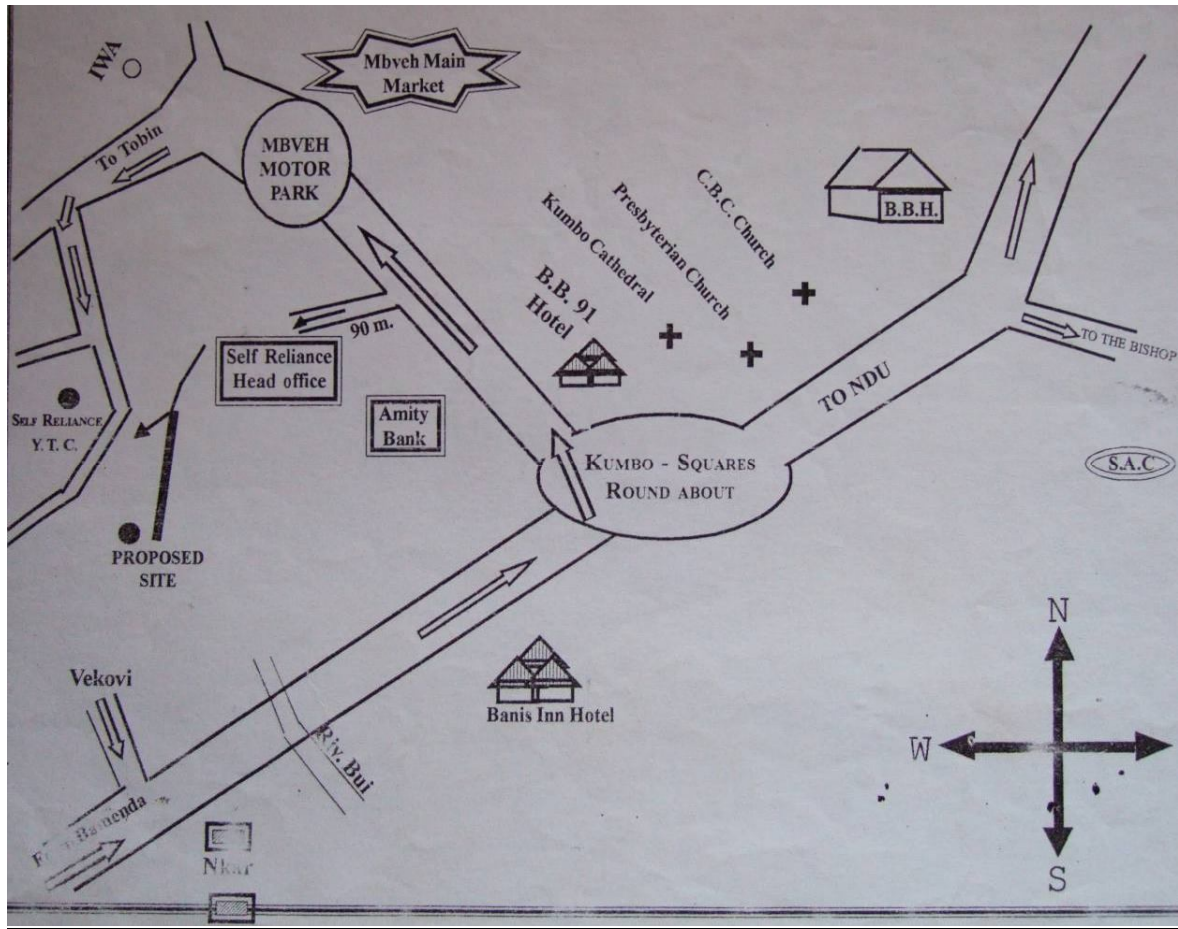 IWA
Mbveh Main
Market
To Tobin
MBVEH
MOTOR
PARK
C.B.C. Church
Presbyterian Church
Kumbo Cathedral
B.B. 91
Hotel
B.B.H.
90 m.
Self Reliance
Head office
TO THE BISHOP
TO NDU
SELF RELIANCE
Y. T. C.
Amity
Bank
KUMBO - SQUARES
ROUND ABOUT
S.A.C
PROPOSED
SITE
N
Vekovi
Banis Inn Hotel
Riv. Bui
W
From Bamenda
Nkar
S